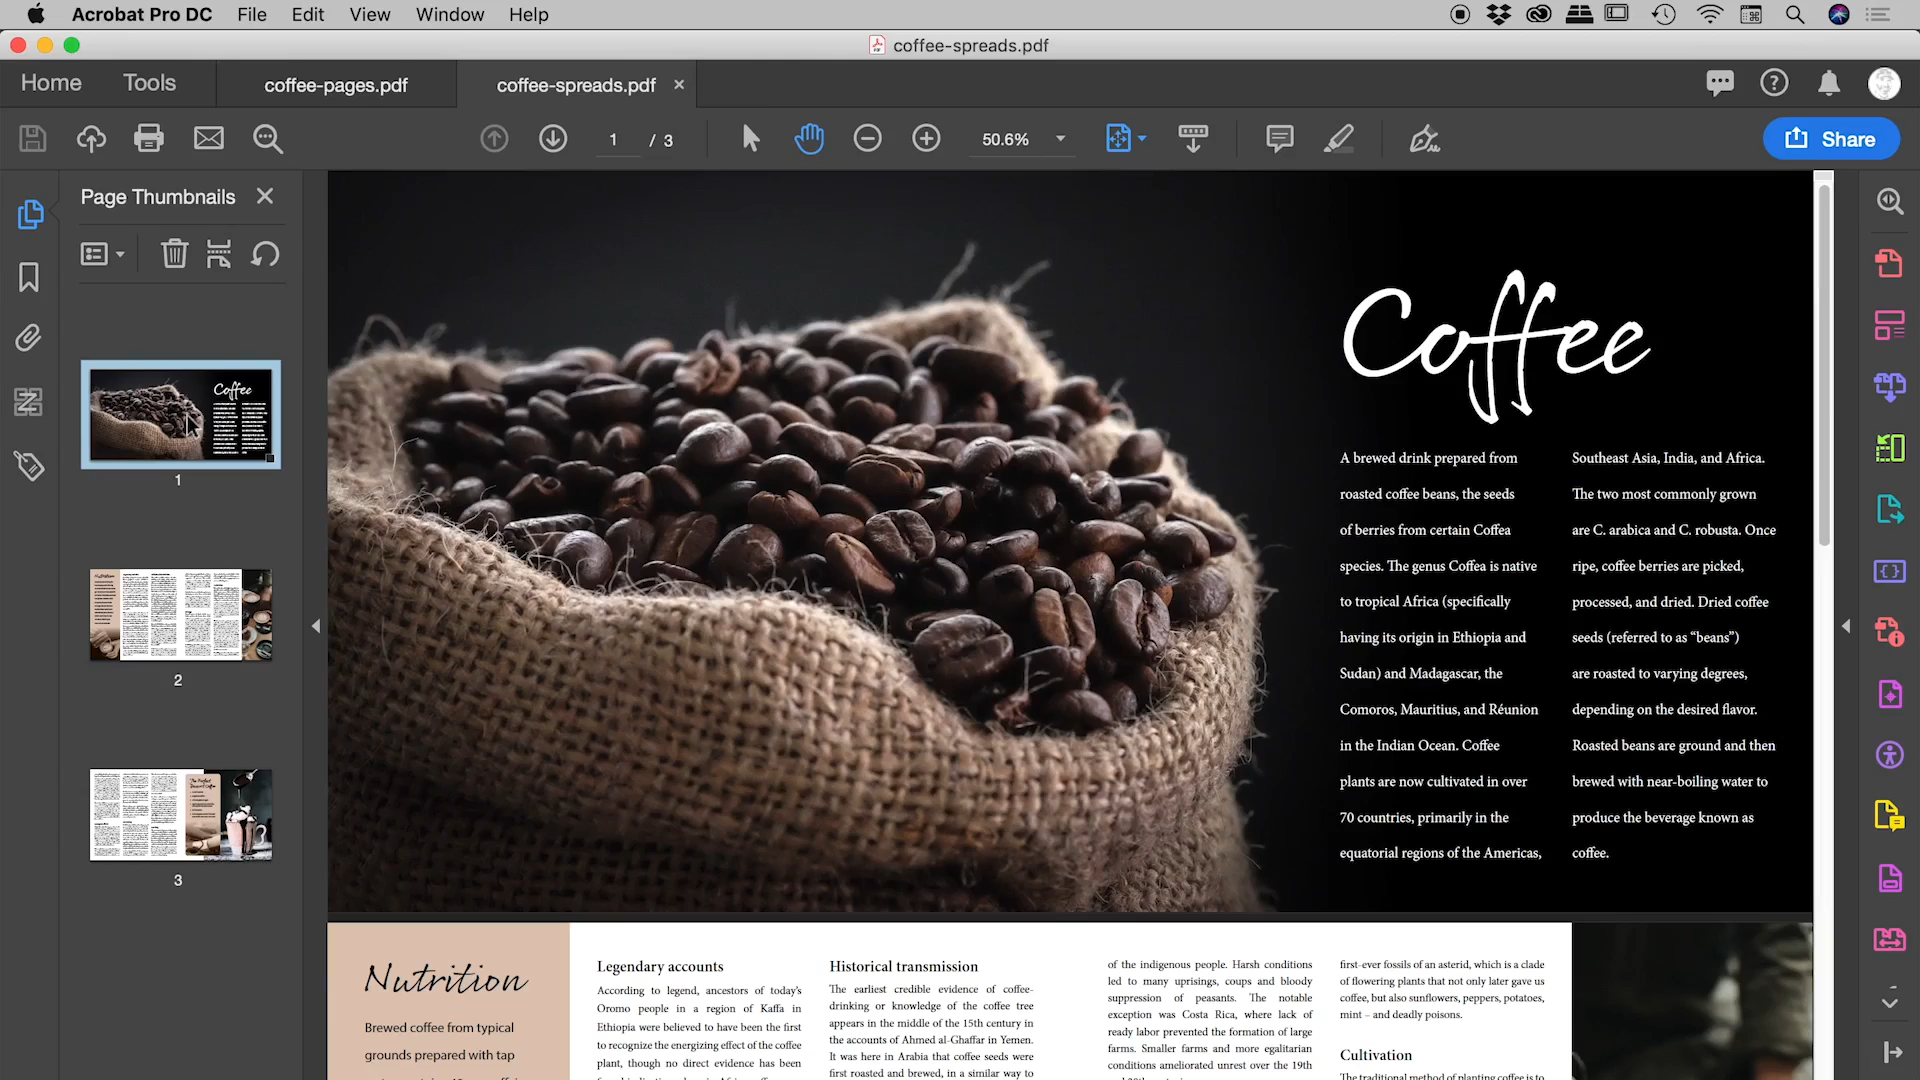 Acrobat Pro DC File Edit View Window Help
coffee-spreads.pdf
Home Tools coffee-pages.pdf coffee-spreads.pdf
1 / 3 50.6% Share
Page Thumbnails
1
2
3
Coffee
A brewed drink prepared from
roasted coffee beans, the seeds
of berries from certain Coffea
species. The genus Coffea is native
to tropical Africa (specifically
having its origin in Ethiopia and
Sudan) and Madagascar, the
Comoros, Mauritius, and Réunion
in the Indian Ocean. Coffee
plants are now cultivated in over
70 countries, primarily in the
equatorial regions of the Americas,
Southeast Asia, India, and Africa.
The two most commonly grown
are C. arabica and C. robusta. Once
ripe, coffee berries are picked,
processed, and dried. Dried coffee
seeds (referred to as “beans”)
are roasted to varying degrees,
depending on the desired flavor.
Roasted beans are ground and then
brewed with near-boiling water to
produce the beverage known as
coffee.
Nutrition
Brewed coffee from typical
grounds prepared with tap
Legendary accounts
According to legend, ancestors of today’s
Oromo people in a region of Kaffa in
Ethiopia were believed to have been the first
to recognize the energizing effect of the coffee
plant, though no direct evidence has been
Historical transmission
The earliest credible evidence of coffee-
drinking or knowledge of the coffee tree
appears in the middle of the 15th century in
the accounts of Ahmed al-Ghaffar in Yemen.
It was here in Arabia that coffee seeds were
first roasted and brewed, in a similar way to
of the indigenous people. Harsh conditions
led to many uprisings, coups and bloody
suppression of peasants. The notable
exception was Costa Rica, where lack of
ready labor prevented the formation of large
farms. Smaller farms and more egalitarian
conditions ameliorated unrest over the 19th
first-ever fossils of an asterid, which is a clade
of flowering plants that not only later gave us
coffee, but also sunflowers, peppers, potatoes,
mint – and deadly poisons.
Cultivation
The traditional method of planting coffee is to